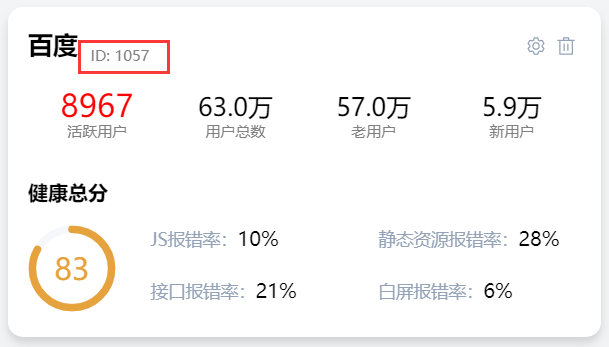 百度 ID: 1057
8967 63.0万 57.0万 5.9万
活跃用户 用户总数 老用户 新用户
健康总分
83
JS报错率：10% 静态资源报错率：28%
接口报错率：21% 白屏报错率：6%